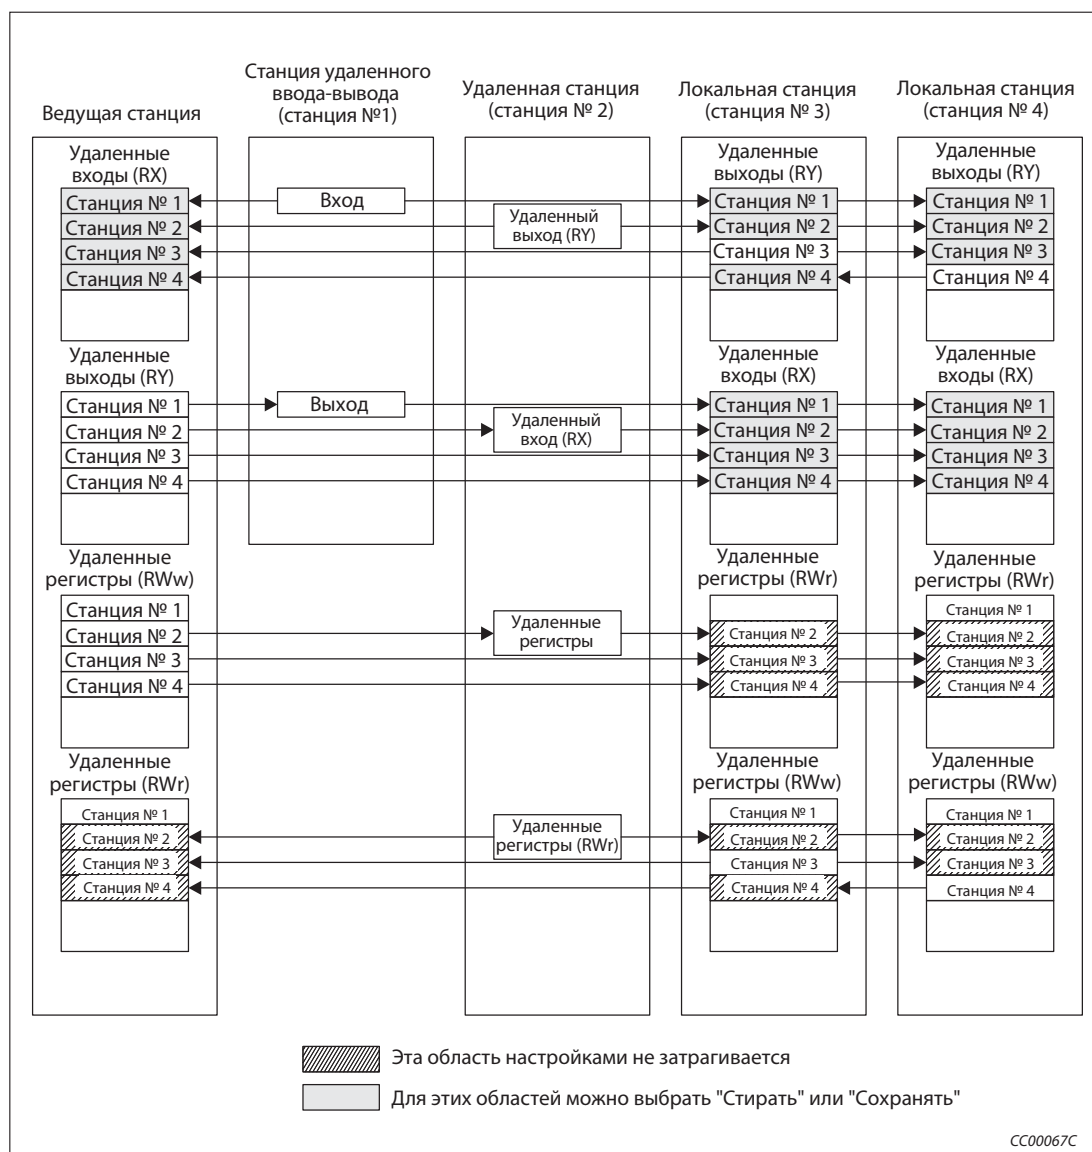 Ведущая станция
Станция удаленного
ввода-вывода
(станция №1)
Удаленная станция
(станция № 2)
Локальная станция
(станция № 3)
Локальная станция
(станция № 4)
Удаленные
входы (RX)
Станция № 1
Станция № 2
Станция № 3
Станция № 4
Вход
Удаленный
выход (RY)
Удаленные
выходы (RY)
Станция № 1
Станция № 2
Станция № 3
Станция № 4
Удаленные
выходы (RY)
Станция № 1
Станция № 2
Станция № 3
Станция № 4
Удаленные
выходы (RY)
Станция № 1
Станция № 2
Станция № 3
Станция № 4
Выход
Удаленный
вход (RX)
Удаленные
входы (RX)
Станция № 1
Станция № 2
Станция № 3
Станция № 4
Удаленные
входы (RX)
Станция № 1
Станция № 2
Станция № 3
Станция № 4
Удаленные
регистры (RWw)
Станция № 1
Станция № 2
Станция № 3
Станция № 4
Удаленные
регистры
Удаленные
регистры (RWr)
Станция № 2
Станция № 3
Станция № 4
Удаленные
регистры (RWr)
Станция № 1
Станция № 2
Станция № 3
Станция № 4
Удаленные
регистры (RWr)
Станция № 1
Станция № 2
Станция № 3
Станция № 4
Удаленные
регистры (RWr)
Удаленные
регистры (RWw)
Станция № 1
Станция № 2
Станция № 3
Станция № 4
Удаленные
регистры (RWw)
Станция № 1
Станция № 2
Станция № 3
Станция № 4
Эта область настройками не затрагивается
Для этих областей можно выбрать "Стирать" или "Сохранять"
CC00067C